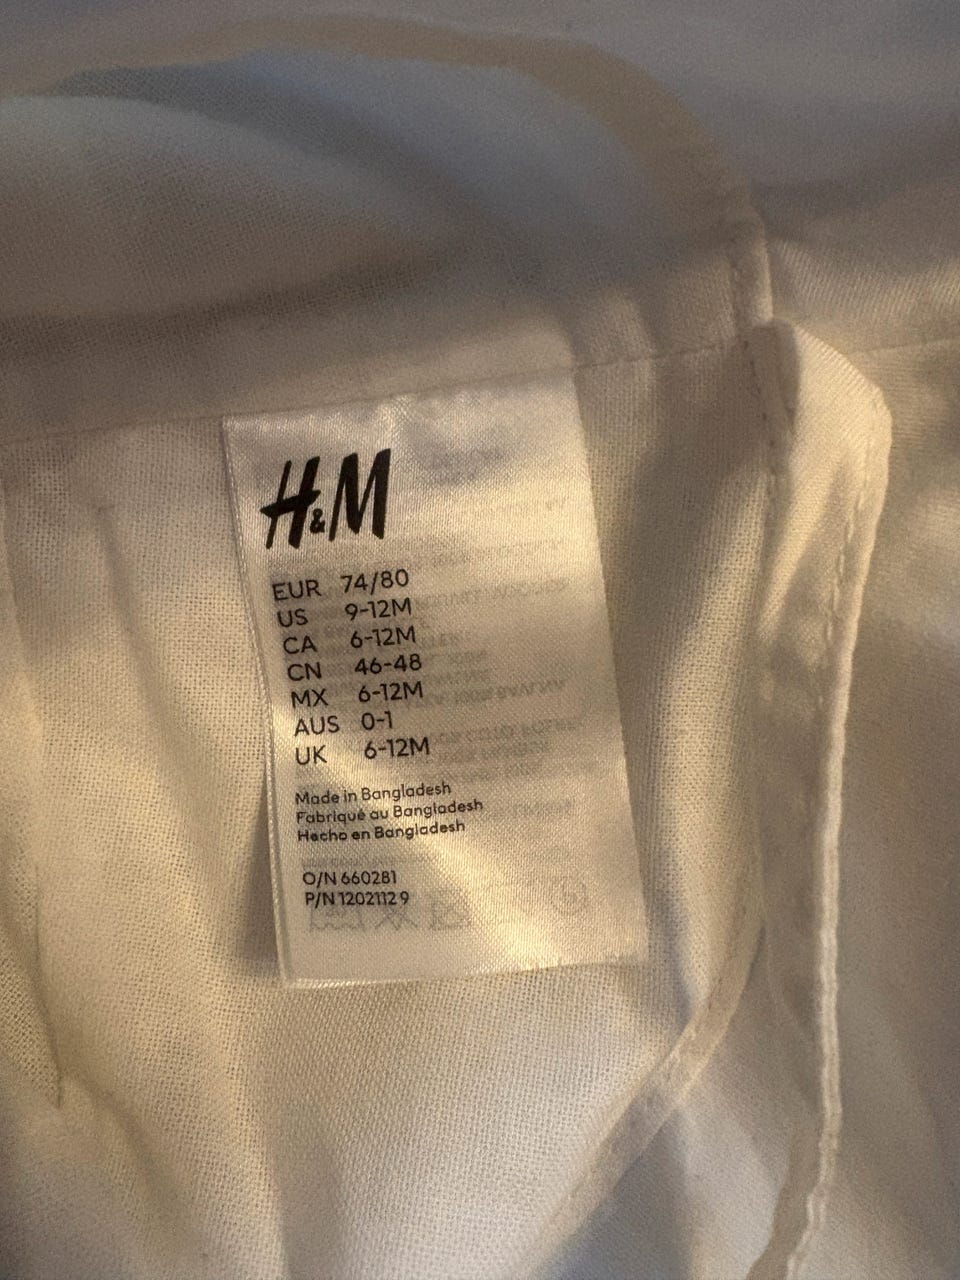 H&M
EUR 74/80
US 9-12M
CA 6-12M
CN 46-48
MX 6-12M
AUS 0-1
UK 6-12M
Made in Bangladesh
Fabriqué au Bangladesh
Hecho en Bangladesh
O/N 660281
P/N 1202112 9